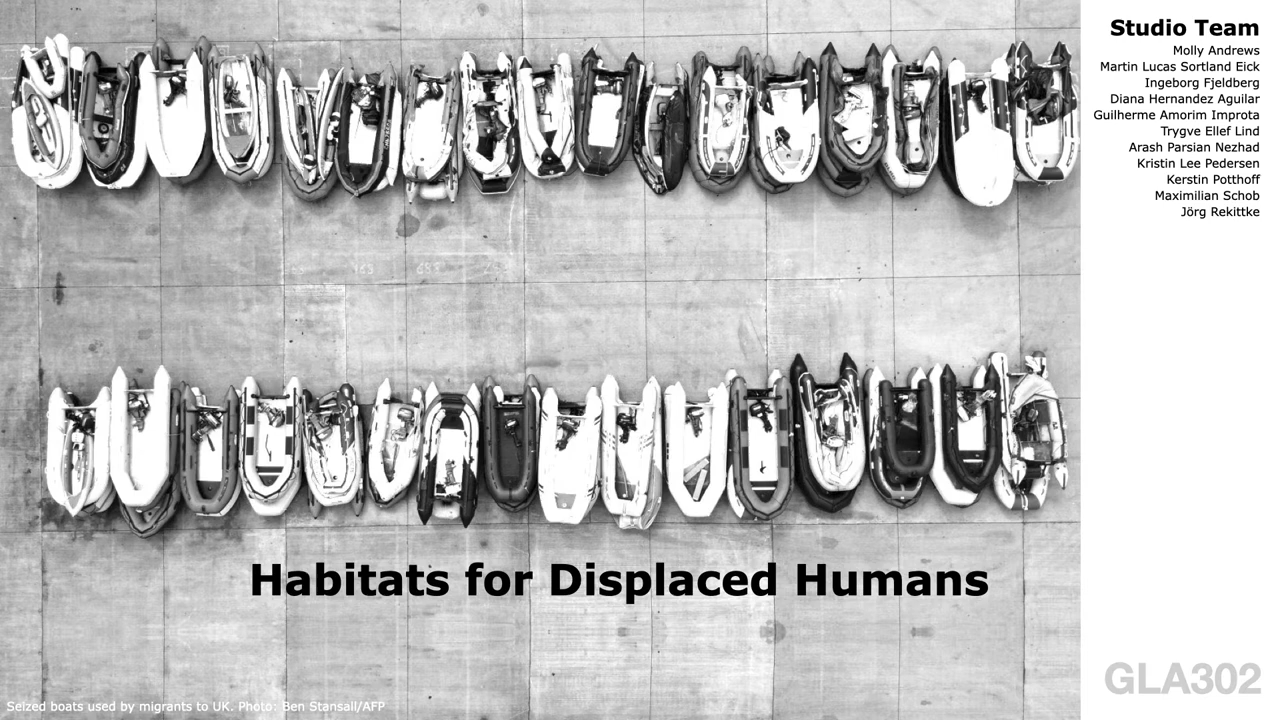 Studio Team
Molly Andrews
Martin Lucas Sortland Eick
Ingeborg Fjeldberg
Diana Hernandez Aguilar
Guilherme Amorim Improta
Trygve Ellef Lind
Arash Parsian Nezhad
Kristin Lee Pedersen
Kerstin Potthoff
Maximilian Schob
Jörg Rekittke
Habitats for Displaced Humans
GLA302
Seized boats used by migrants to UK. Photo: Ben Stansall/AFP